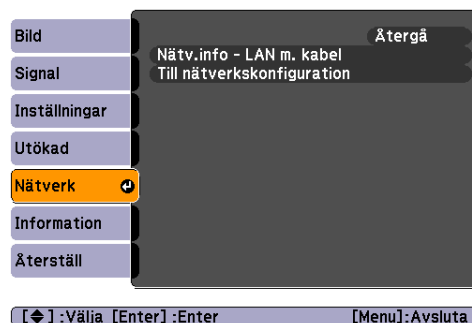 Bild
Signal
Inställningar
Utökad
Nätverk
Information
Återställ
Återgå
Nätv.info - LAN m. kabel
Till nätverkskonfiguration
[ ] :Välja [Enter] :Enter [Menu]:Avsluta